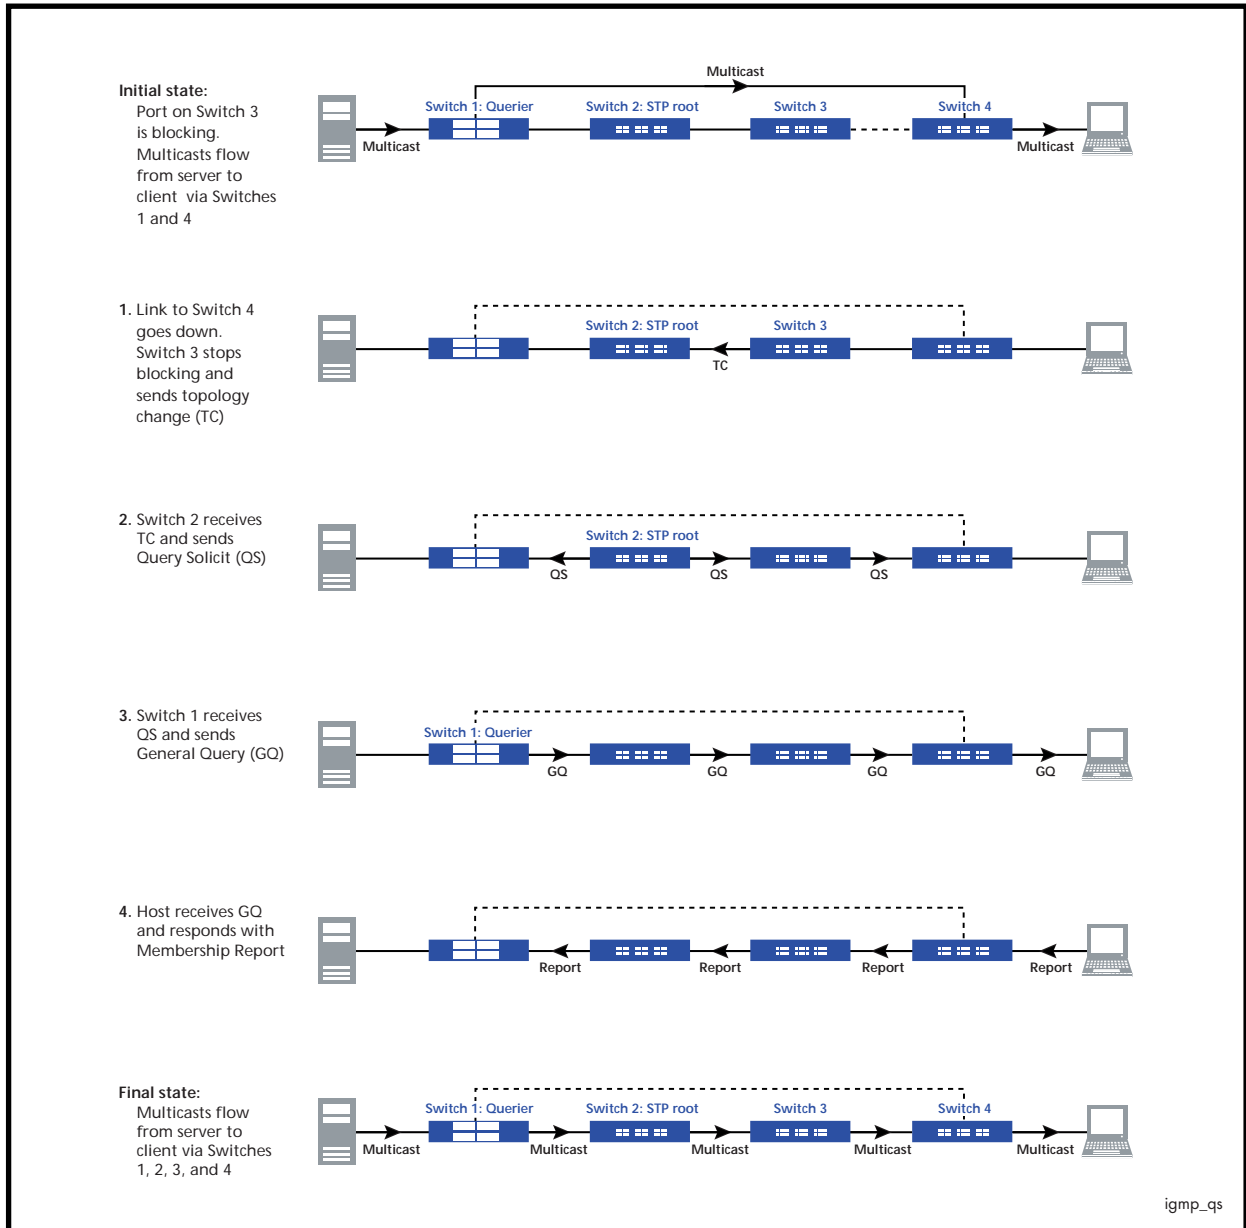 Initial state:
Port on Switch 3
is blocking.
Multicasts flow
from server to
client via Switches
1 and 4
Multicast
Switch 1: Querier
Switch 2: STP root
Switch 3
Switch 4
Multicast
Multicast
1. Link to Switch 4
goes down.
Switch 3 stops
blocking and
sends topology
change (TC)
Switch 2: STP root
Switch 3
TC
2. Switch 2 receives
TC and sends
Query Solicit (QS)
Switch 2: STP root
QS
QS
QS
3. Switch 1 receives
QS and sends
General Query (GQ)
Switch 1: Querier
GQ
GQ
GQ
GQ
4. Host receives GQ
and responds with
Membership Report
Report
Report
Report
Report
Final state:
Multicasts flow
from server to
client via Switches
1, 2, 3, and 4
Switch 1: Querier
Switch 2: STP root
Switch 3
Switch 4
Multicast
Multicast
Multicast
Multicast
Multicast
igmp_qs